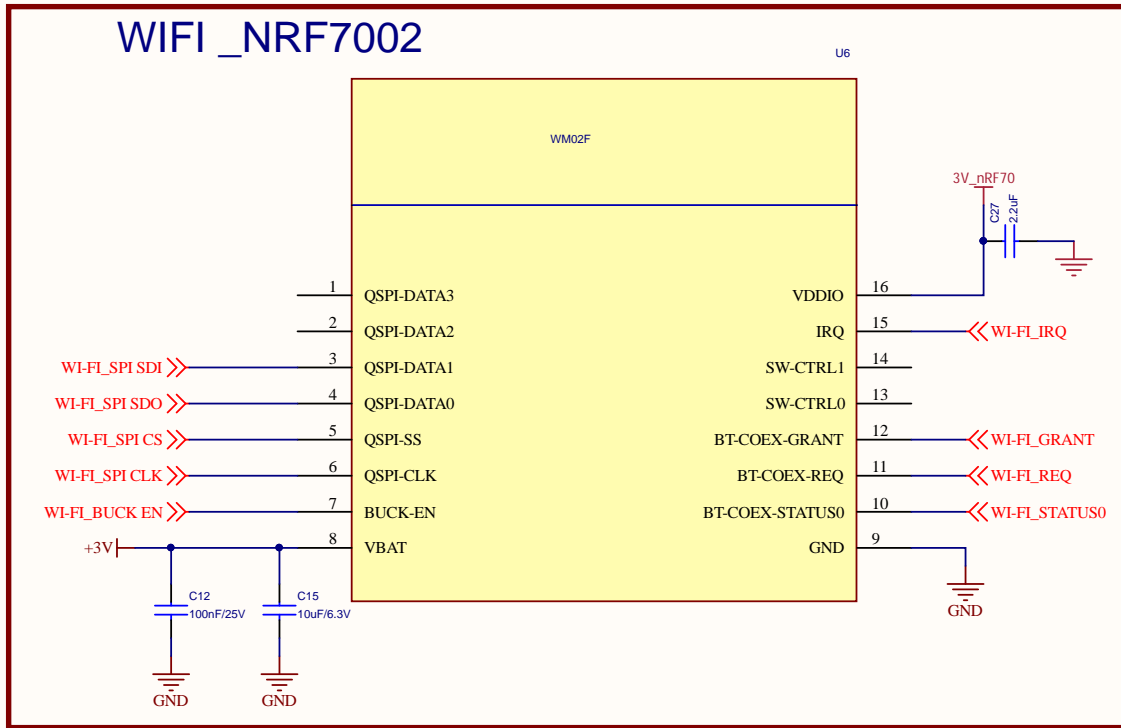 WIFI _NRF7002
U6
WM02F
3V_nRF70
C27
2.2uF
1 QSPI-DATA3
VDDIO 16
2 QSPI-DATA2
IRQ 15 WI-FI_IRQ
WI-FI_SPI SDI 3 QSPI-DATA1
SW-CTRL1 14
WI-FI_SPI SDO 4 QSPI-DATA0
SW-CTRL0 13
WI-FI_SPI CS 5 QSPI-SS
BT-COEX-GRANT 12 WI-FI_GRANT
WI-FI_SPI CLK 6 QSPI-CLK
BT-COEX-REQ 11 WI-FI_REQ
WI-FI_BUCK EN 7 BUCK-EN
BT-COEX-STATUS0 10 WI-FI_STATUS0
+3V 8 VBAT
GND 9
C12
100nF/25V
C15
10uF/6.3V
GND
GND
GND